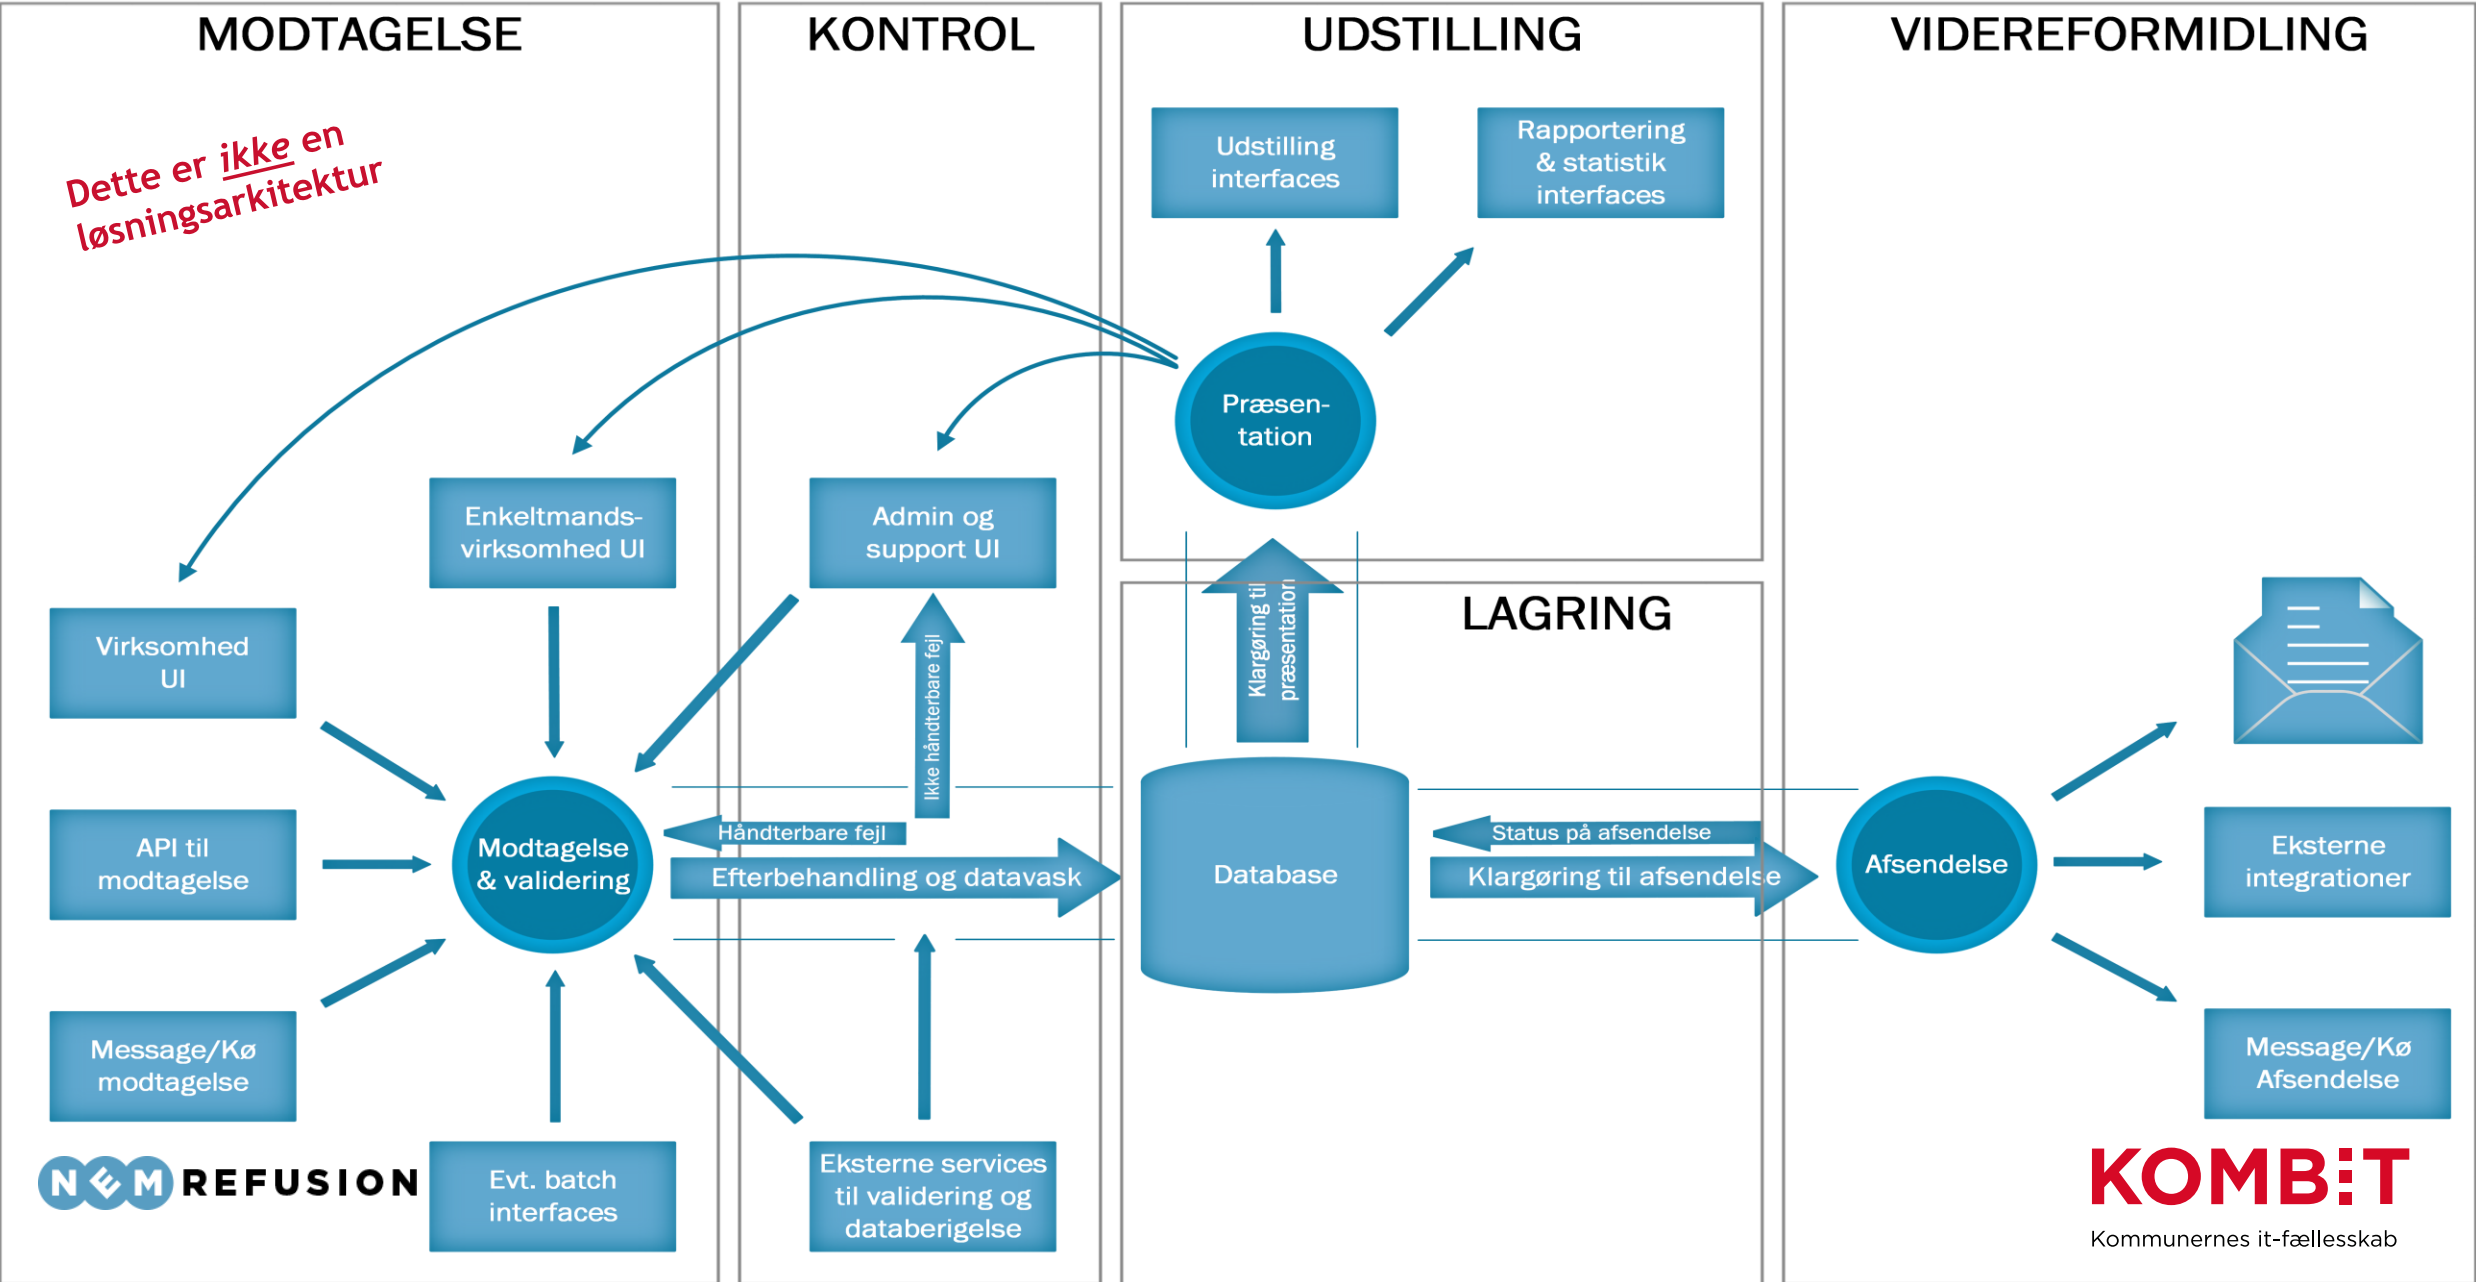 MODTAGELSE
KONTROL
UDSTILLING
VIDEREFORMIDLING
Dette er ikke en
løsningsarkitektur
Udstilling
interfaces
Rapportering
& statistik
interfaces
Præsen-
tation
Enkeltmands-
virksomhed UI
Admin og
support UI
Klargøring til
præsentation
LAGRING
Virksomhed
UI
Ikke håndterbare fejl
API til
modtagelse
Modtagelse
& validering
Håndterbare fejl
Efterbehandling og datavask
Database
Status på afsendelse
Klargøring til afsendelse
Afsendelse
Eksterne
integrationer
Message/Kø
modtagelse
Message/Kø
Afsendelse
NEM REFUSION
Evt. batch
interfaces
Eksterne services
til validering og
databerigelse
KOMBIT
Kommunernes it-fællesskab